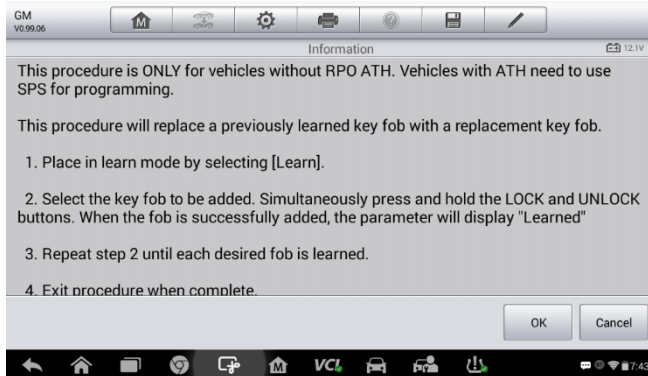 GM
V0.99.06
Information
12.1V
This procedure is ONLY for vehicles without RPO ATH. Vehicles with ATH need to use
SPS for programming.
This procedure will replace a previously learned key fob with a replacement key fob.
1. Place in learn mode by selecting [Learn].
2. Select the key fob to be added. Simultaneously press and hold the LOCK and UNLOCK
buttons. When the fob is successfully added, the parameter will display "Learned"
3. Repeat step 2 until each desired fob is learned.
4. Exit procedure when complete.
OK Cancel
M VCI 7:43